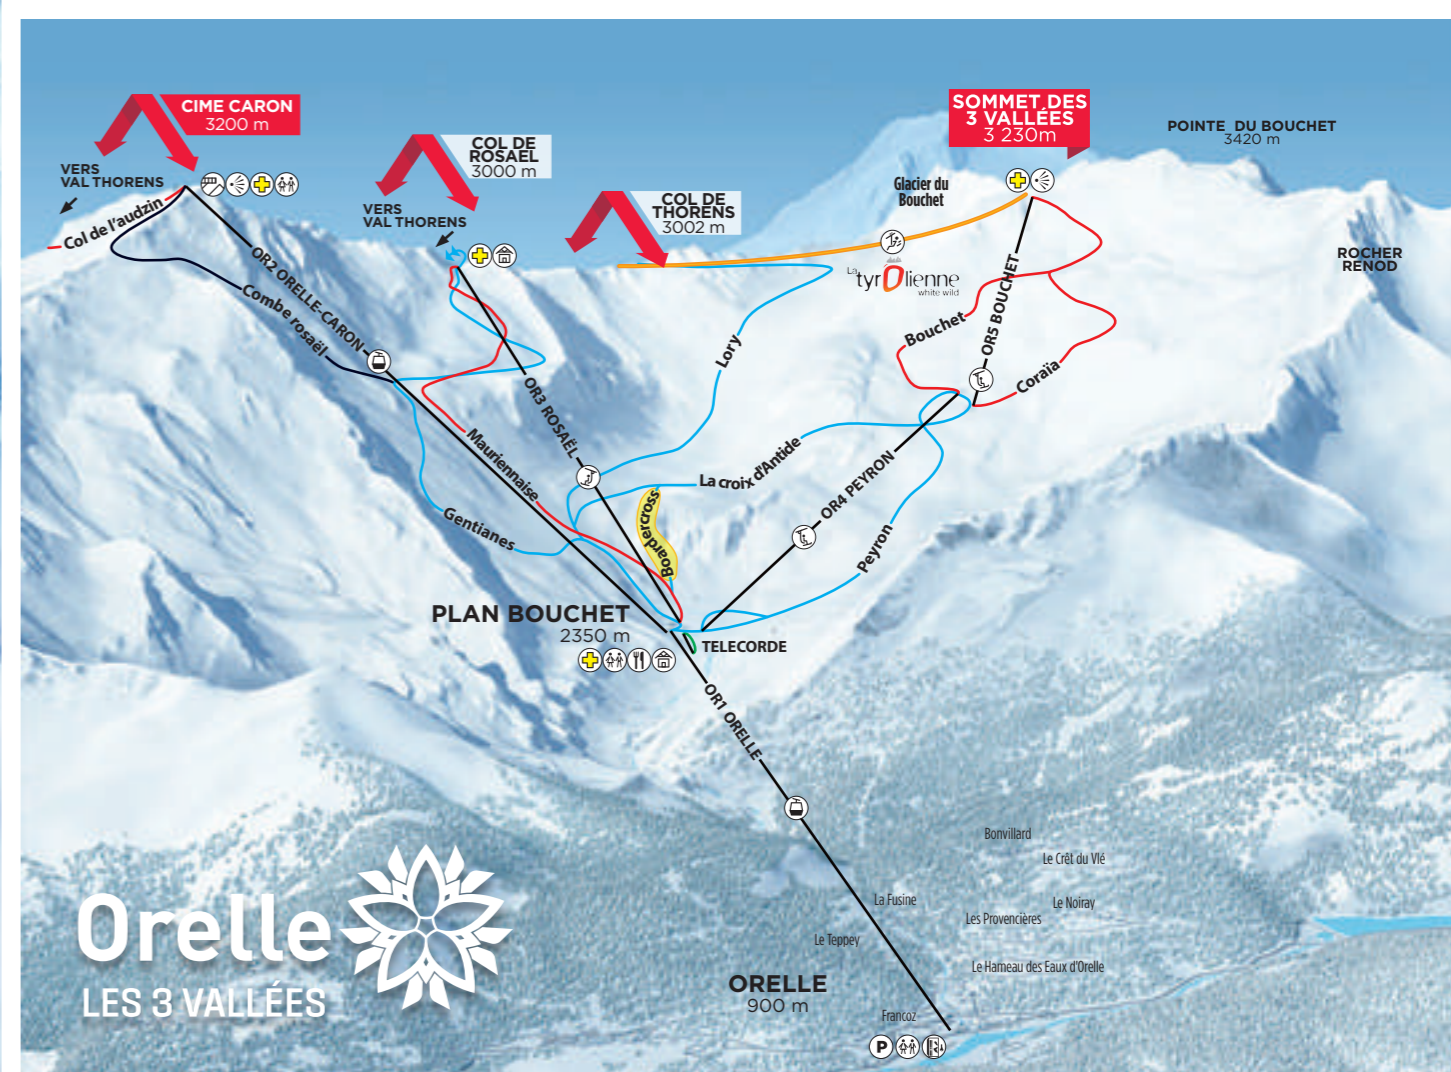 CIME CARON
3200 m
VERS
VAL THORENS
Col de l'audzin
COL DE
ROSAEL
3000 m
VERS
VAL THORENS
COL DE
THORENS
3002 m
SOMMET DES
3 VALLÉES
3 230m
POINTE DU BOUCHET
3420 m
Glacier du
Bouchet
ROCHER
RENOD
La tyrOlienne
white wild
OR2 ORELLE-CARON
Combe rosaël
OR3 ROSAËL
Lory
Bouchet
OR5 BOUCHET
Coraïa
Mauriennaise
Gentianes
La croix d'Antide
Boardercross
OR4 PEYRON
Peyron
PLAN BOUCHET
2350 m
TELECORDE
OR1 ORELLE
Bonvillard
Le Crêt du Vlé
La Fusine
Le Noiray
Les Provencières
Le Teppey
Le Hameau des Eaux d'Orelle
ORELLE
900 m
Francoz
P
Orelle
LES 3 VALLÉES